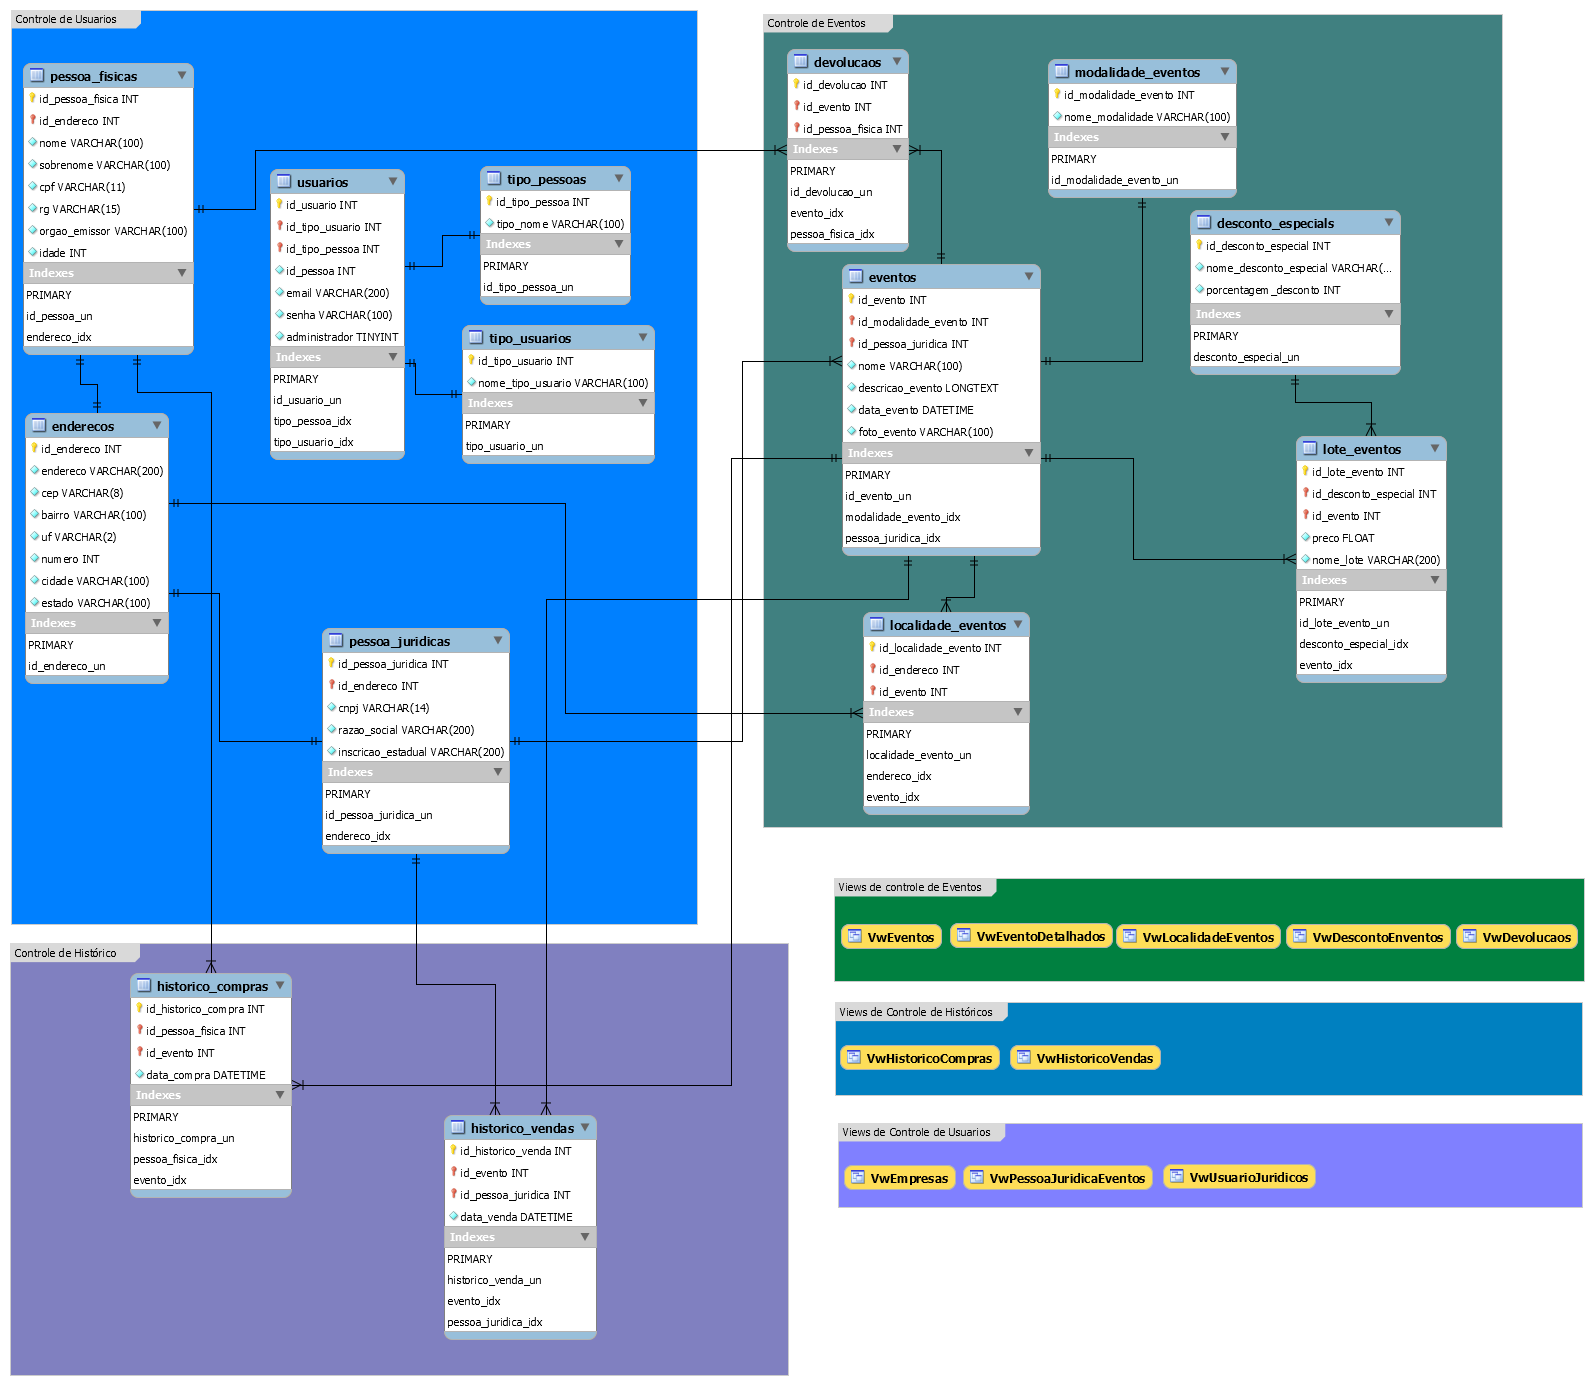 Controle de Usuarios
pessoa_fisicas
id_pessoa_fisica INT
id_endereco INT
nome VARCHAR(100)
sobrenome VARCHAR(100)
cpf VARCHAR(11)
rg VARCHAR(15)
orgao_emissor VARCHAR(100)
idade INT
Indexes
PRIMARY
id_pessoa_un
endereco_idx
usuarios
id_usuario INT
id_tipo_usuario INT
id_tipo_pessoa INT
id_pessoa INT
email VARCHAR(200)
senha VARCHAR(100)
administrador TINYINT
Indexes
PRIMARY
id_usuario_un
tipo_pessoa_idx
tipo_usuario_idx
tipo_pessoas
id_tipo_pessoa INT
tipo_nome VARCHAR(100)
Indexes
PRIMARY
id_tipo_pessoa_un
tipo_usuarios
id_tipo_usuario INT
nome_tipo_usuario VARCHAR(100)
Indexes
PRIMARY
tipo_usuario_un
enderecos
id_endereco INT
endereco VARCHAR(200)
cep VARCHAR(8)
bairro VARCHAR(100)
uf VARCHAR(2)
numero INT
cidade VARCHAR(100)
estado VARCHAR(100)
Indexes
PRIMARY
id_endereco_un
pessoa_juridicas
id_pessoa_juridica INT
id_endereco INT
cnpj VARCHAR(14)
razao_social VARCHAR(200)
inscricao_estadual VARCHAR(200)
Indexes
PRIMARY
id_pessoa_juridica_un
endereco_idx
Controle de Eventos
devolucaos
id_devolucao INT
id_evento INT
id_pessoa_fisica INT
Indexes
PRIMARY
id_devolucao_un
evento_idx
pessoa_fisica_idx
modalidade_eventos
id_modalidade_evento INT
nome_modalidade VARCHAR(100)
Indexes
PRIMARY
id_modalidade_evento_un
desconto_especials
id_desconto_especial INT
nome_desconto_especial VARCHAR(...
porcentagem_desconto INT
Indexes
PRIMARY
desconto_especial_un
eventos
id_evento INT
id_modalidade_evento INT
id_pessoa_juridica INT
nome VARCHAR(100)
descricao_evento LONGTEXT
data_evento DATETIME
foto_evento VARCHAR(100)
Indexes
PRIMARY
id_evento_un
modalidade_evento_idx
pessoa_juridica_idx
lote_eventos
id_lote_evento INT
id_desconto_especial INT
id_evento INT
preco FLOAT
nome_lote VARCHAR(200)
Indexes
PRIMARY
id_lote_evento_un
desconto_especial_idx
evento_idx
localidade_eventos
id_localidade_evento INT
id_endereco INT
id_evento INT
Indexes
PRIMARY
localidade_evento_un
endereco_idx
evento_idx
Controle de Histórico
historico_compras
id_historico_compra INT
id_pessoa_fisica INT
id_evento INT
data_compra DATETIME
Indexes
PRIMARY
historico_compra_un
pessoa_fisica_idx
evento_idx
historico_vendas
id_historico_venda INT
id_evento INT
id_pessoa_juridica INT
data_venda DATETIME
Indexes
PRIMARY
historico_venda_un
evento_idx
pessoa_juridica_idx
Views de controle de Eventos
VwEventos
VwEventoDetalhados
VwLocalidadeEventos
VwDescontoEnventos
VwDevolucaos
Views de Controle de Históricos
VwHistoricoCompras
VwHistoricoVendas
Views de Controle de Usuarios
VwEmpresas
VwPessoaJuridicaEventos
VwUsuarioJuridicos